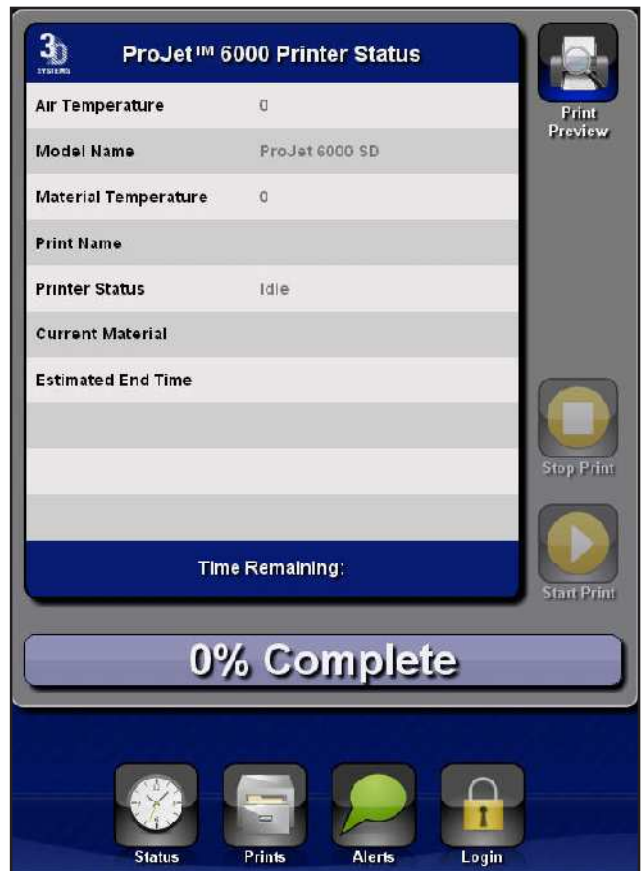 3D
SYSTEMS
ProJet™ 6000 Printer Status
Air Temperature 0
Model Name ProJet 6000 SD
Material Temperature 0
Print Name
Printer Status Idle
Current Material
Estimated End Time
Time Remaining:
Print
Preview
Stop Print
Start Print
0% Complete
Status Prints Alerts Login